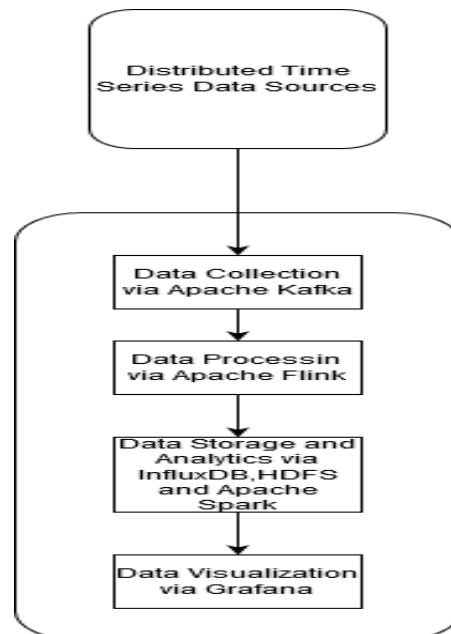 Distributed Time
Series Data Sources
Data Collection
via Apache Kafka
Data Processin
via Apache Flink
Data Storage and
Analytics via
InfluxDB,HDFS
and Apache
Spark
Data Visualization
via Grafana